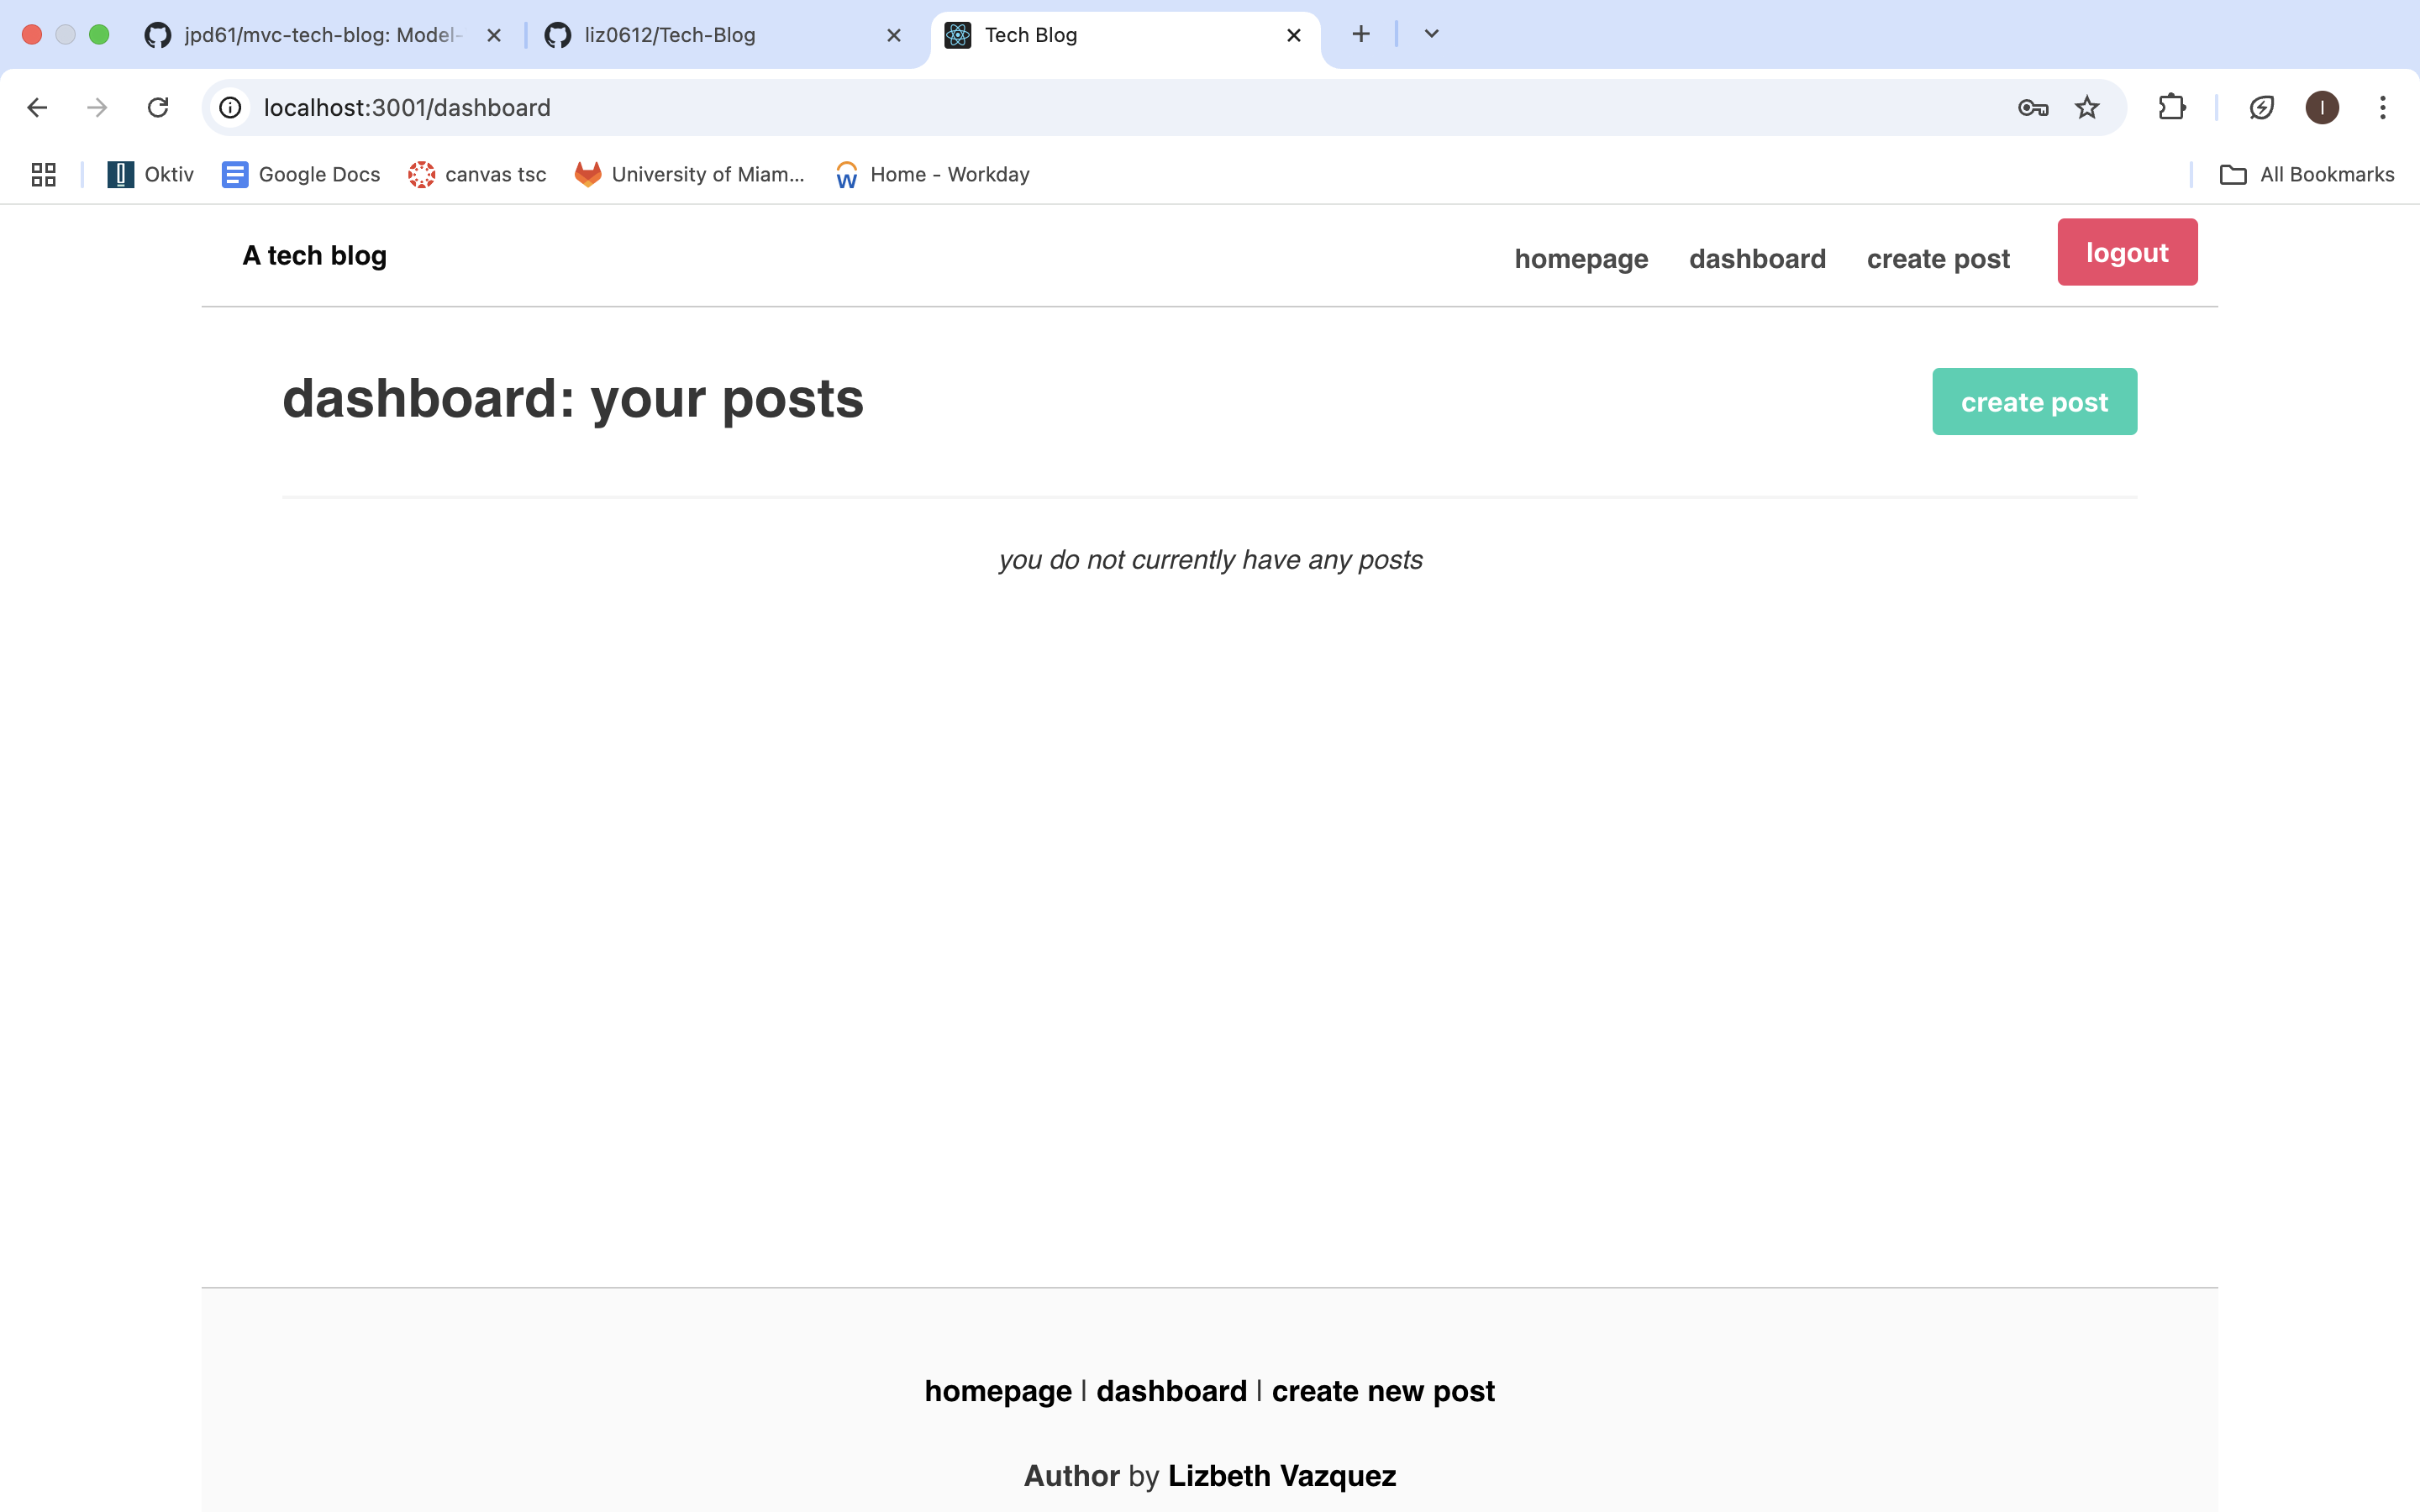 jpd61/mvc-tech-blog: Model-
liz0612/Tech-Blog
Tech Blog
localhost:3001/dashboard
I
Oktiv
Google Docs
canvas tsc
University of Miam...
Home - Workday
All Bookmarks
A tech blog
homepage
dashboard
create post
logout
dashboard: your posts
create post
you do not currently have any posts
homepage | dashboard | create new post
Author by Lizbeth Vazquez